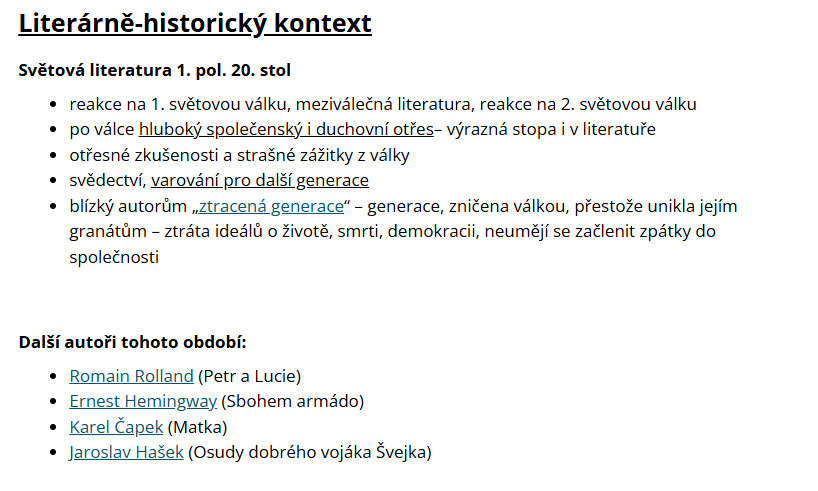 Literárně-historický kontext
Světová literatura 1. pol. 20. stol
• reakce na 1. světovou válku, meziválečná literatura, reakce na 2. světovou válku
• po válce hluboký společenský i duchovní otřes– výrazná stopa i v literatuře
• otřesné zkušenosti a strašné zážitky z války
• svědectví, varování pro další generace
• blízký autorům „ztracená generace“ – generace, zničena válkou, přestože unikla jejím
granátům – ztráta ideálů o životě, smrti, demokracii, neumějí se začlenit zpátky do
společnosti
Další autoři tohoto období:
• Romain Rolland (Petr a Lucie)
• Ernest Hemingway (Sbohem armádo)
• Karel Čapek (Matka)
• Jaroslav Hašek (Osudy dobrého vojáka Švejka)